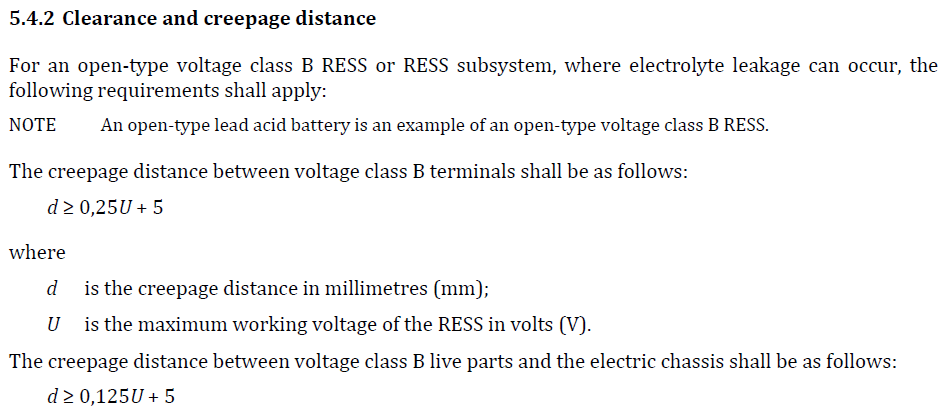 5.4.2 Clearance and creepage distance
For an open-type voltage class B RESS or RESS subsystem, where electrolyte leakage can occur, the
following requirements shall apply:
NOTE An open-type lead acid battery is an example of an open-type voltage class B RESS.
The creepage distance between voltage class B terminals shall be as follows:
d ≥ 0,25U + 5
where
d is the creepage distance in millimetres (mm);
U is the maximum working voltage of the RESS in volts (V).
The creepage distance between voltage class B live parts and the electric chassis shall be as follows:
d ≥ 0,125U + 5